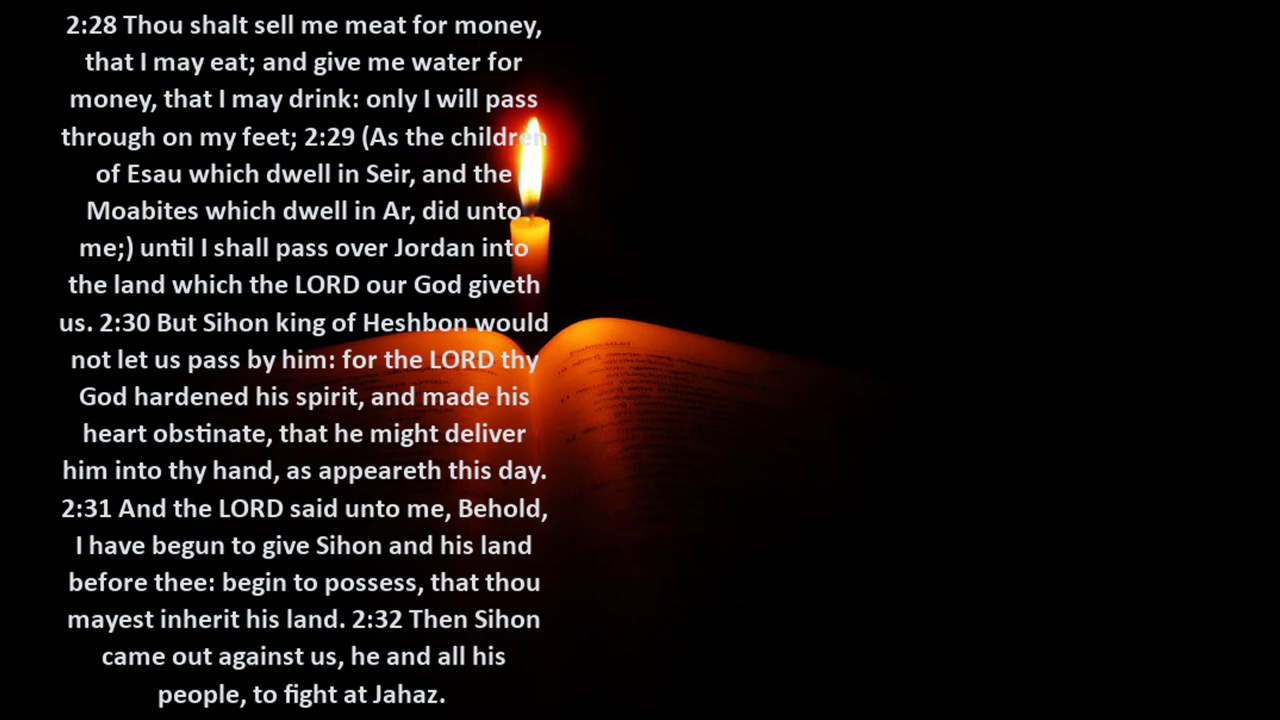 2:28 Thou shalt sell me meat for money,
that I may eat; and give me water for
money, that I may drink: only I will pass
through on my feet; 2:29 (As the children
of Esau which dwell in Seir, and the
Moabites which dwell in Ar, did unto
me;) until I shall pass over Jordan into
the land which the LORD our God giveth
us. 2:30 But Sihon king of Heshbon would
not let us pass by him: for the LORD thy
God hardened his spirit, and made his
heart obstinate, that he might deliver
him into thy hand, as appeareth this day.
2:31 And the LORD said unto me, Behold,
I have begun to give Sihon and his land
before thee: begin to possess, that thou
mayest inherit his land. 2:32 Then Sihon
came out against us, he and all his
people, to fight at Jahaz.